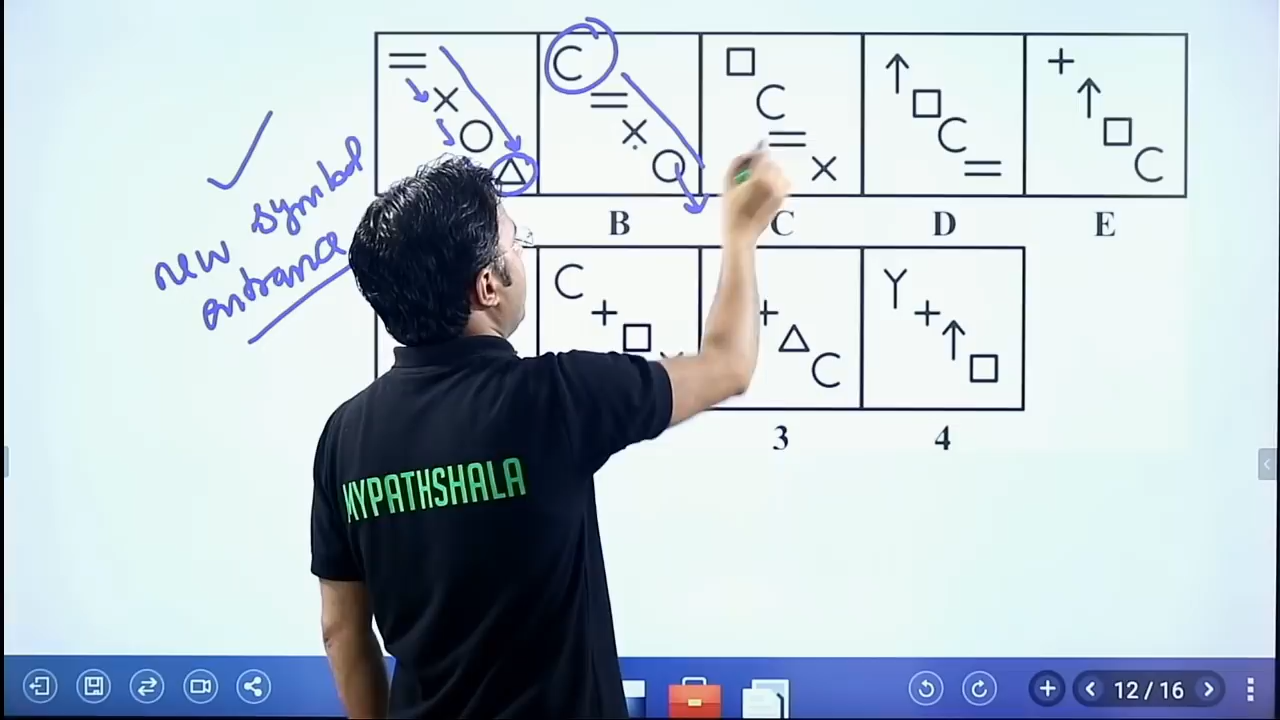 = × ○ △
C = × ○
□ C = ×
↑ □ C =
+ ↑ □ C
B C D E
new symbol
entrance
C + □
+ △ C
Y + ↑ □
3 4
MYPATHSHALA
12 / 16